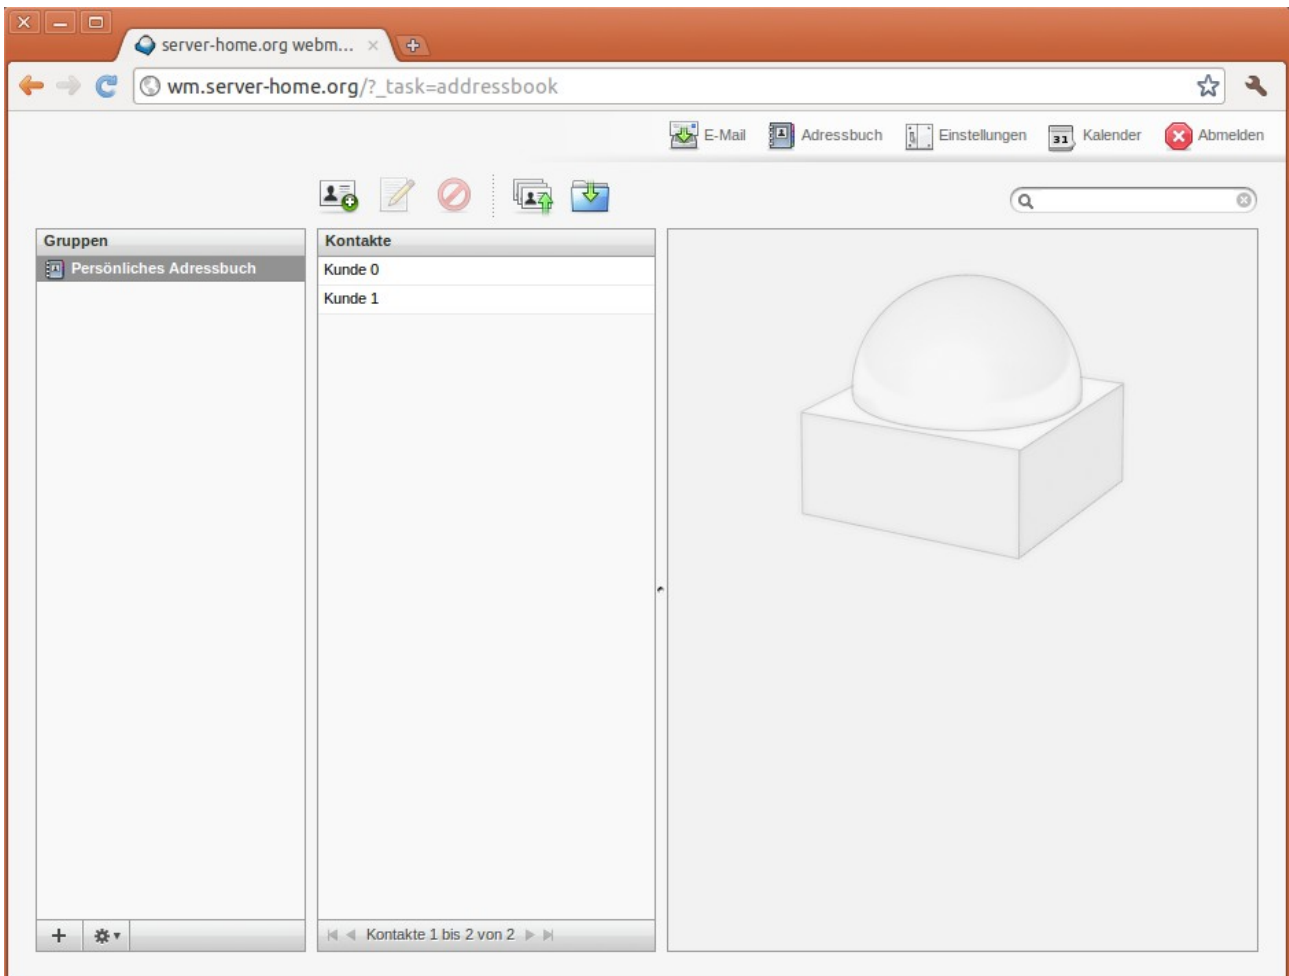 server-home.org webm...
wm.server-home.org/?_task=addressbook
E-Mail Adressbuch Einstellungen 31 Kalender Abmelden
Gruppen
Persönliches Adressbuch
Kontakte
Kunde 0
Kunde 1
Kontakte 1 bis 2 von 2